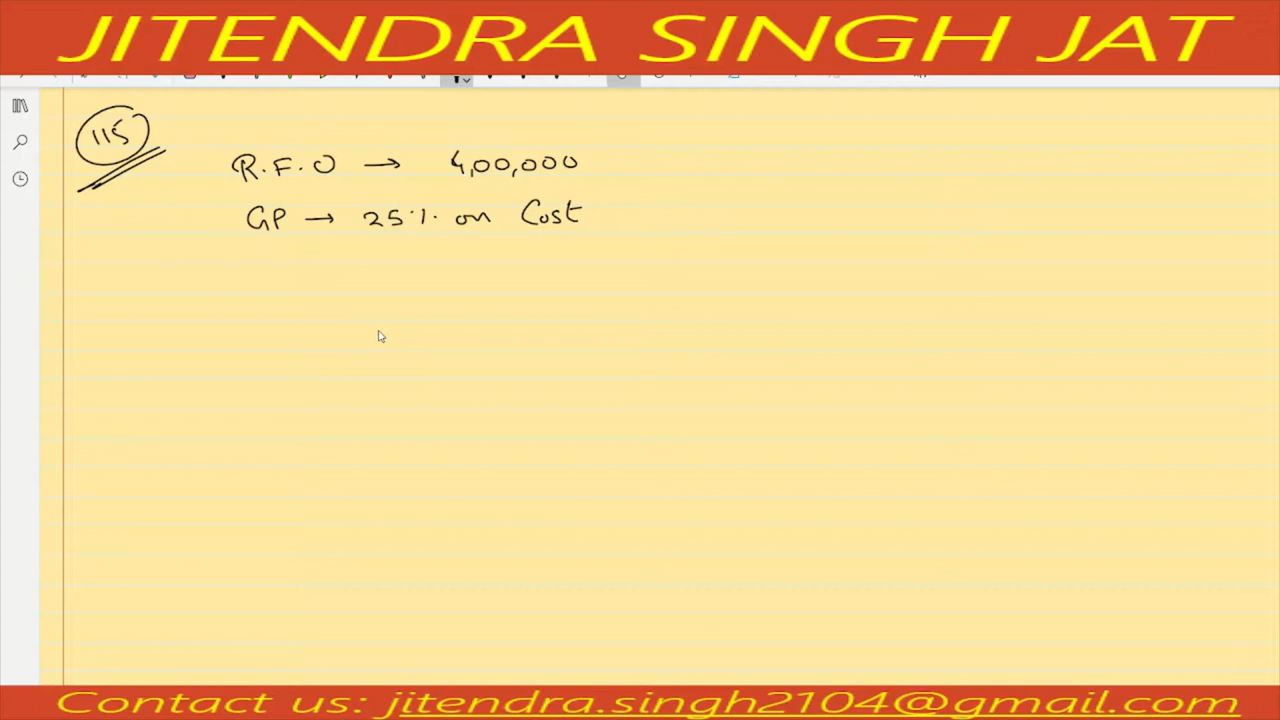 JITENDRA SINGH JAT
115
R.F.O → 4,00,000
GP → 25% on Cost
Contact us: jitendra.singh2104@gmail.com